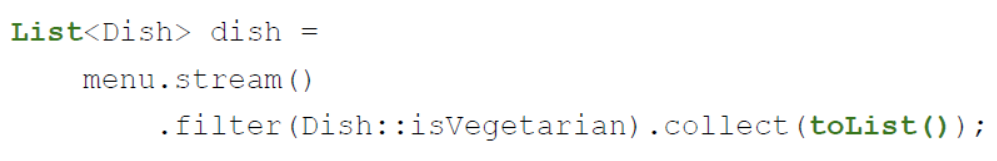 List<Dish> dish =
menu.stream()
.filter(Dish::isVegetarian).collect(toList());